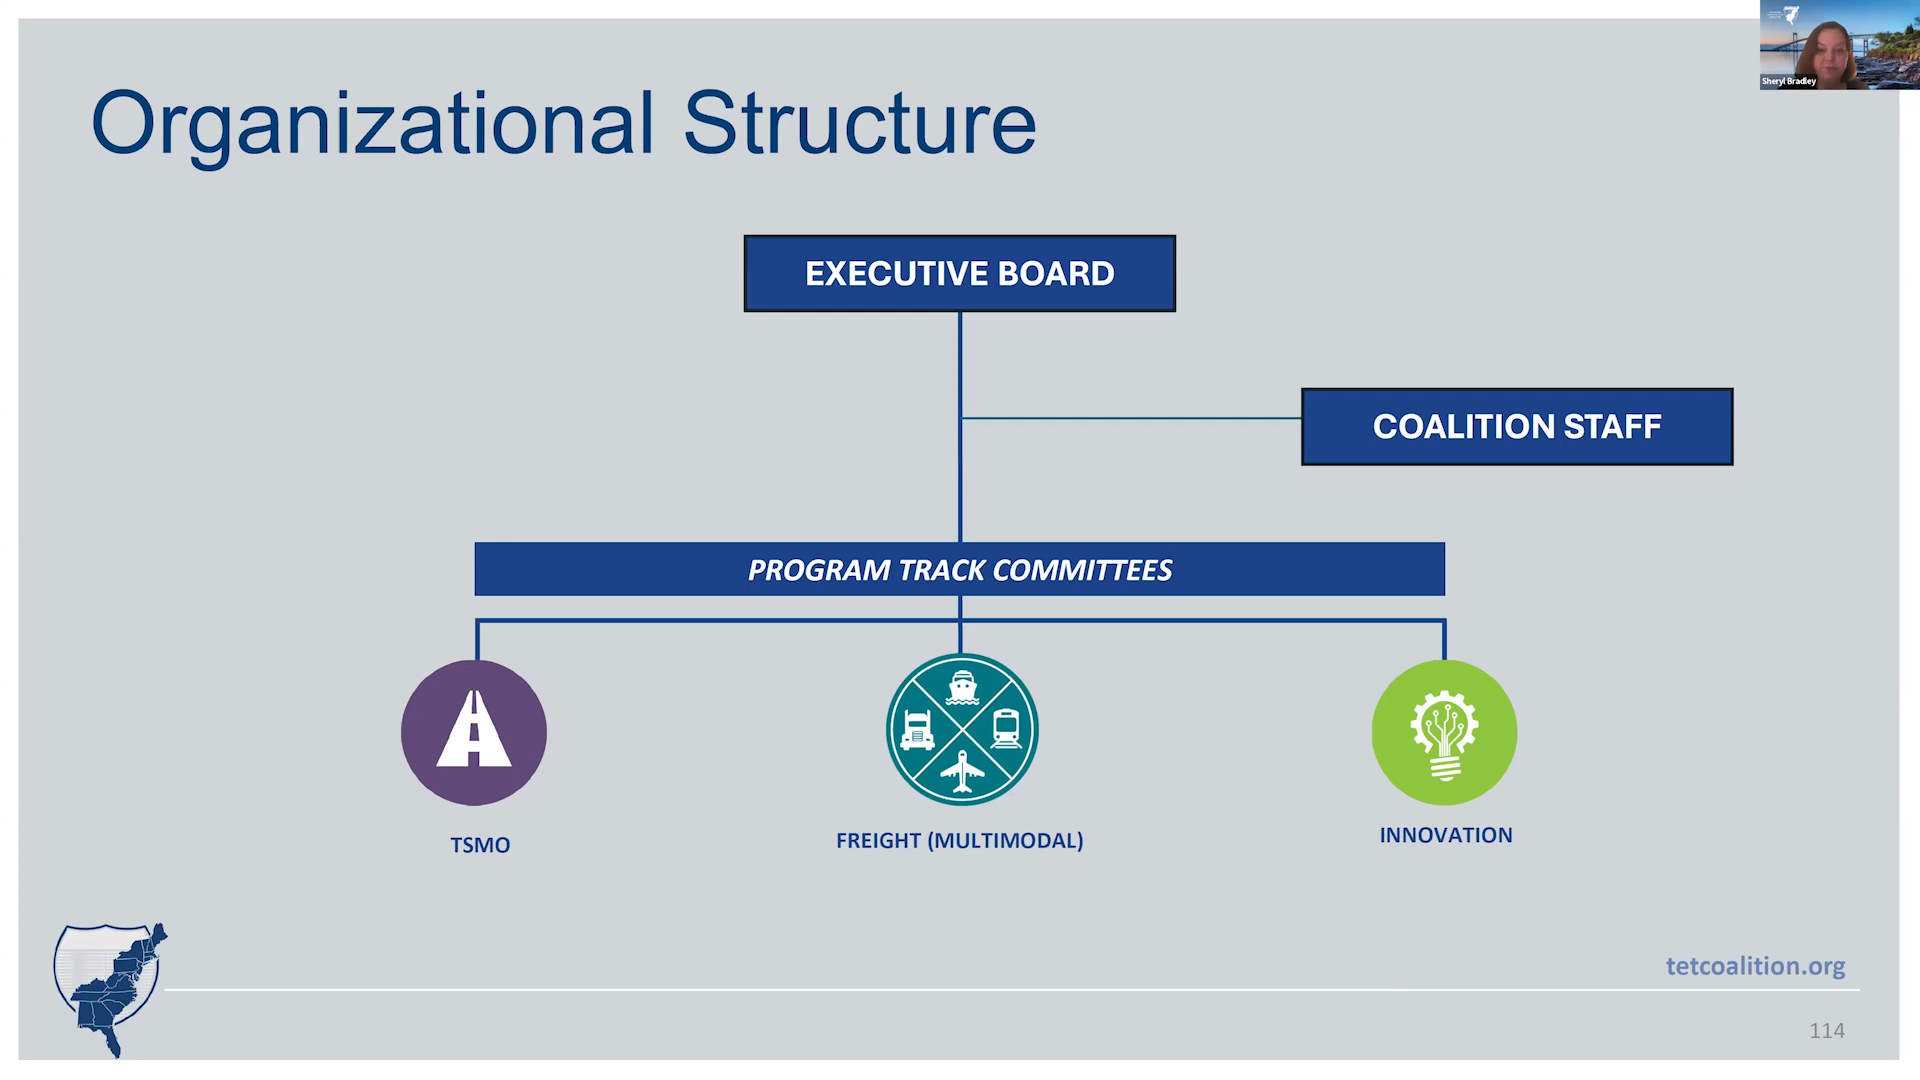 Sheryl Bradley
Organizational Structure
EXECUTIVE BOARD
COALITION STAFF
PROGRAM TRACK COMMITTEES
TSMO
FREIGHT (MULTIMODAL)
INNOVATION
tetcoalition.org
114